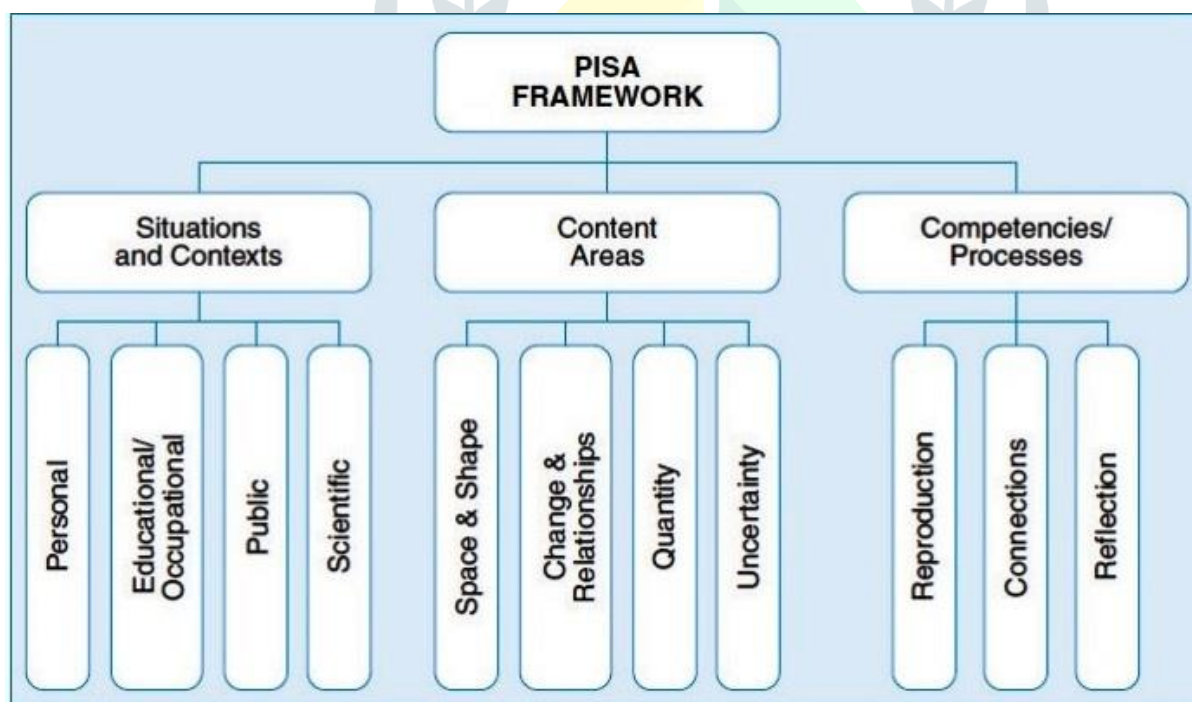 PISA
FRAMEWORK
Situations
and Contexts
Content
Areas
Competencies/
Processes
Personal
Educational/
Occupational
Public
Scientific
Space & Shape
Change &
Relationships
Quantity
Uncertainty
Reproduction
Connections
Reflection